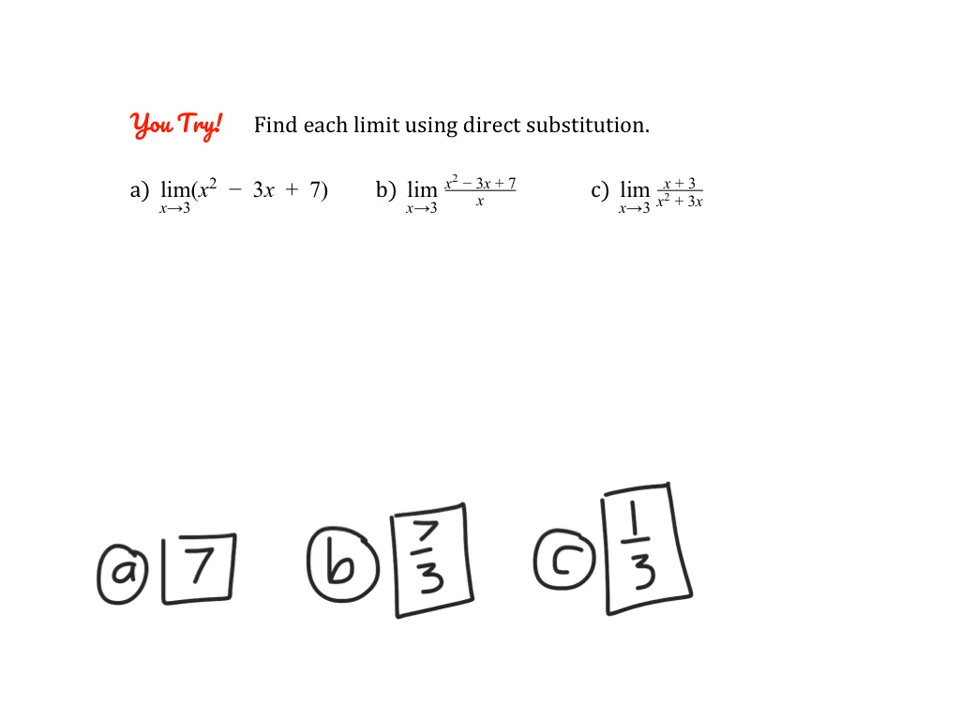 You Try! Find each limit using direct substitution.
a) lim x→3 (x² − 3x + 7) b) lim x→3 (x² − 3x + 7)/x c) lim x→3 (x + 3)/(x² + 3x)
a 7 b 7/3 c 1/3